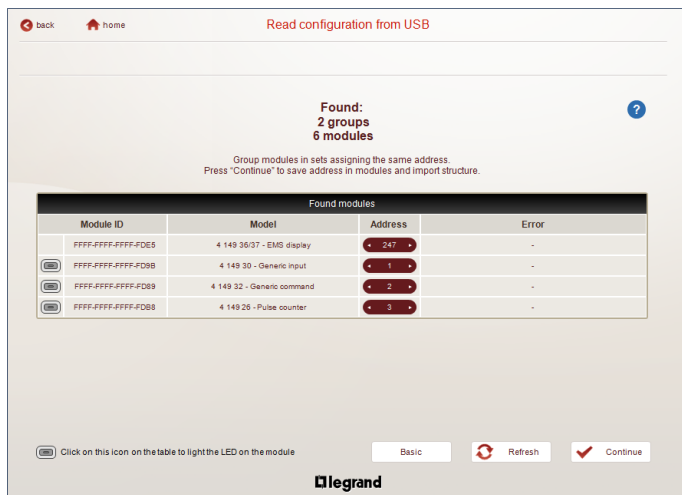 back
home
Read configuration from USB
Found:
2 groups
6 modules
?
Group modules in sets assigning the same address.
Press "Continue" to save address in modules and import structure.
Found modules
Module ID Model Address Error
FFFF-FFFF-FFFF-FDE5 4 149 36/37 - EMS display 247 -
FFFF-FFFF-FFFF-FD9B 4 149 30 - Generic input 1 -
FFFF-FFFF-FFFF-FD89 4 149 32 - Generic command 2 -
FFFF-FFFF-FFFF-FDB8 4 149 26 - Pulse counter 3 -
Click on this icon on the table to light the LED on the module
Basic
Refresh
Continue
legrand